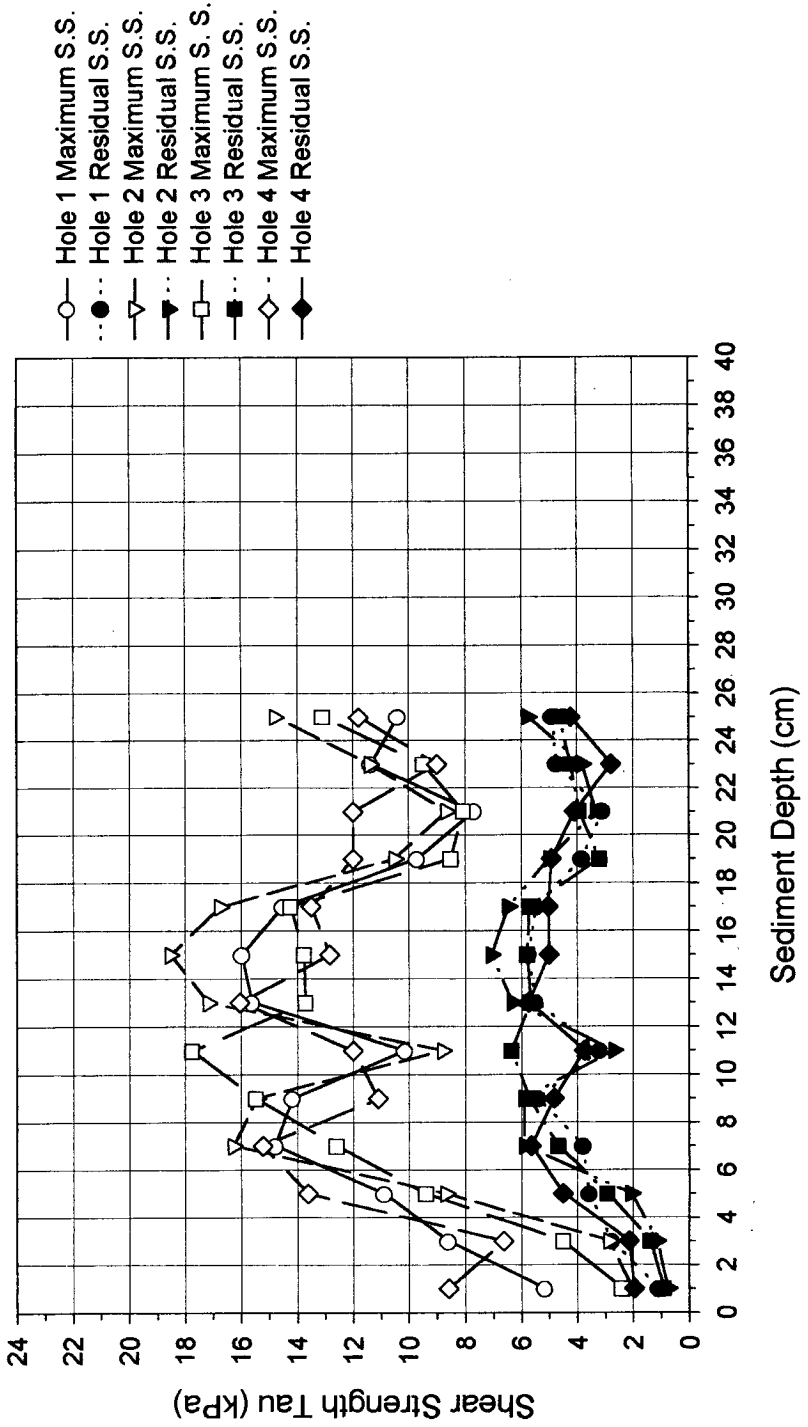 Hole 1 Maximum S.S.
Hole 1 Residual S.S.
Hole 2 Maximum S.S.
Hole 2 Residual S.S.
Hole 3 Maximum S. S.
Hole 3 Residual S.S.
Hole 4 Maximum S.S.
Hole 4 Residual S.S.
Shear Strength Tau (kPa)
24
22
20
18
16
14
12
10
8
6
4
2
0
0 2 4 6 8 10 12 14 16 18 20 22 24 26 28 30 32 34 36 38 40
Sediment Depth (cm)